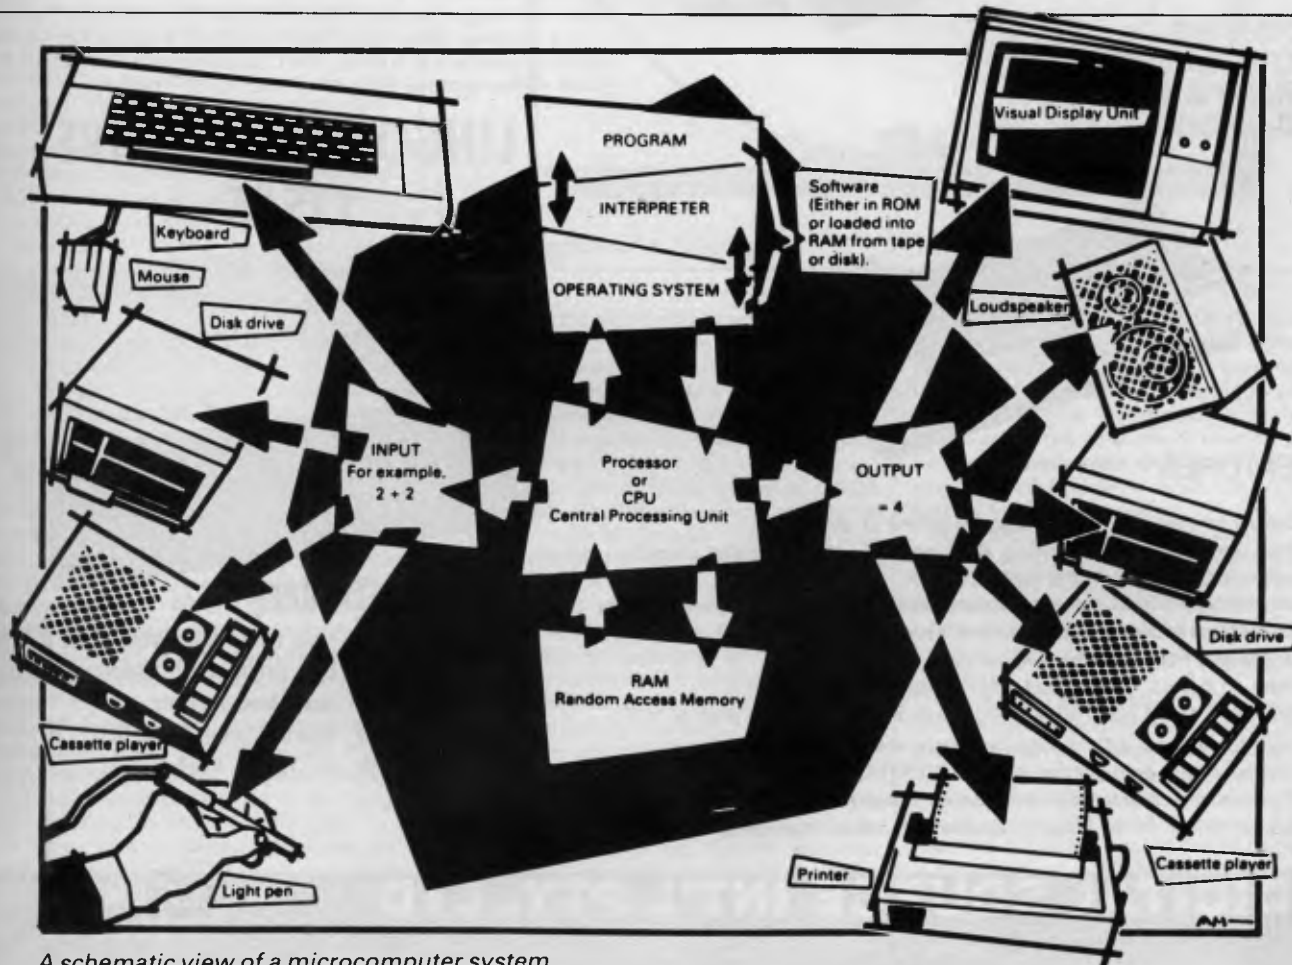 PROGRAM
INTERPRETER
OPERATING SYSTEM
Software
(Either in ROM
or loaded into
RAM from tape
or disk).
Visual Display Unit
Keyboard
Mouse
Disk drive
Loudspeaker
INPUT
For example.
2 + 2
Processor
or
CPU
Central Processing Unit
OUTPUT
= 4
RAM
Random Access Memory
Cassette player
Light pen
Disk drive
Printer
Cassette player
AM
A schematic view of a microcomputer system